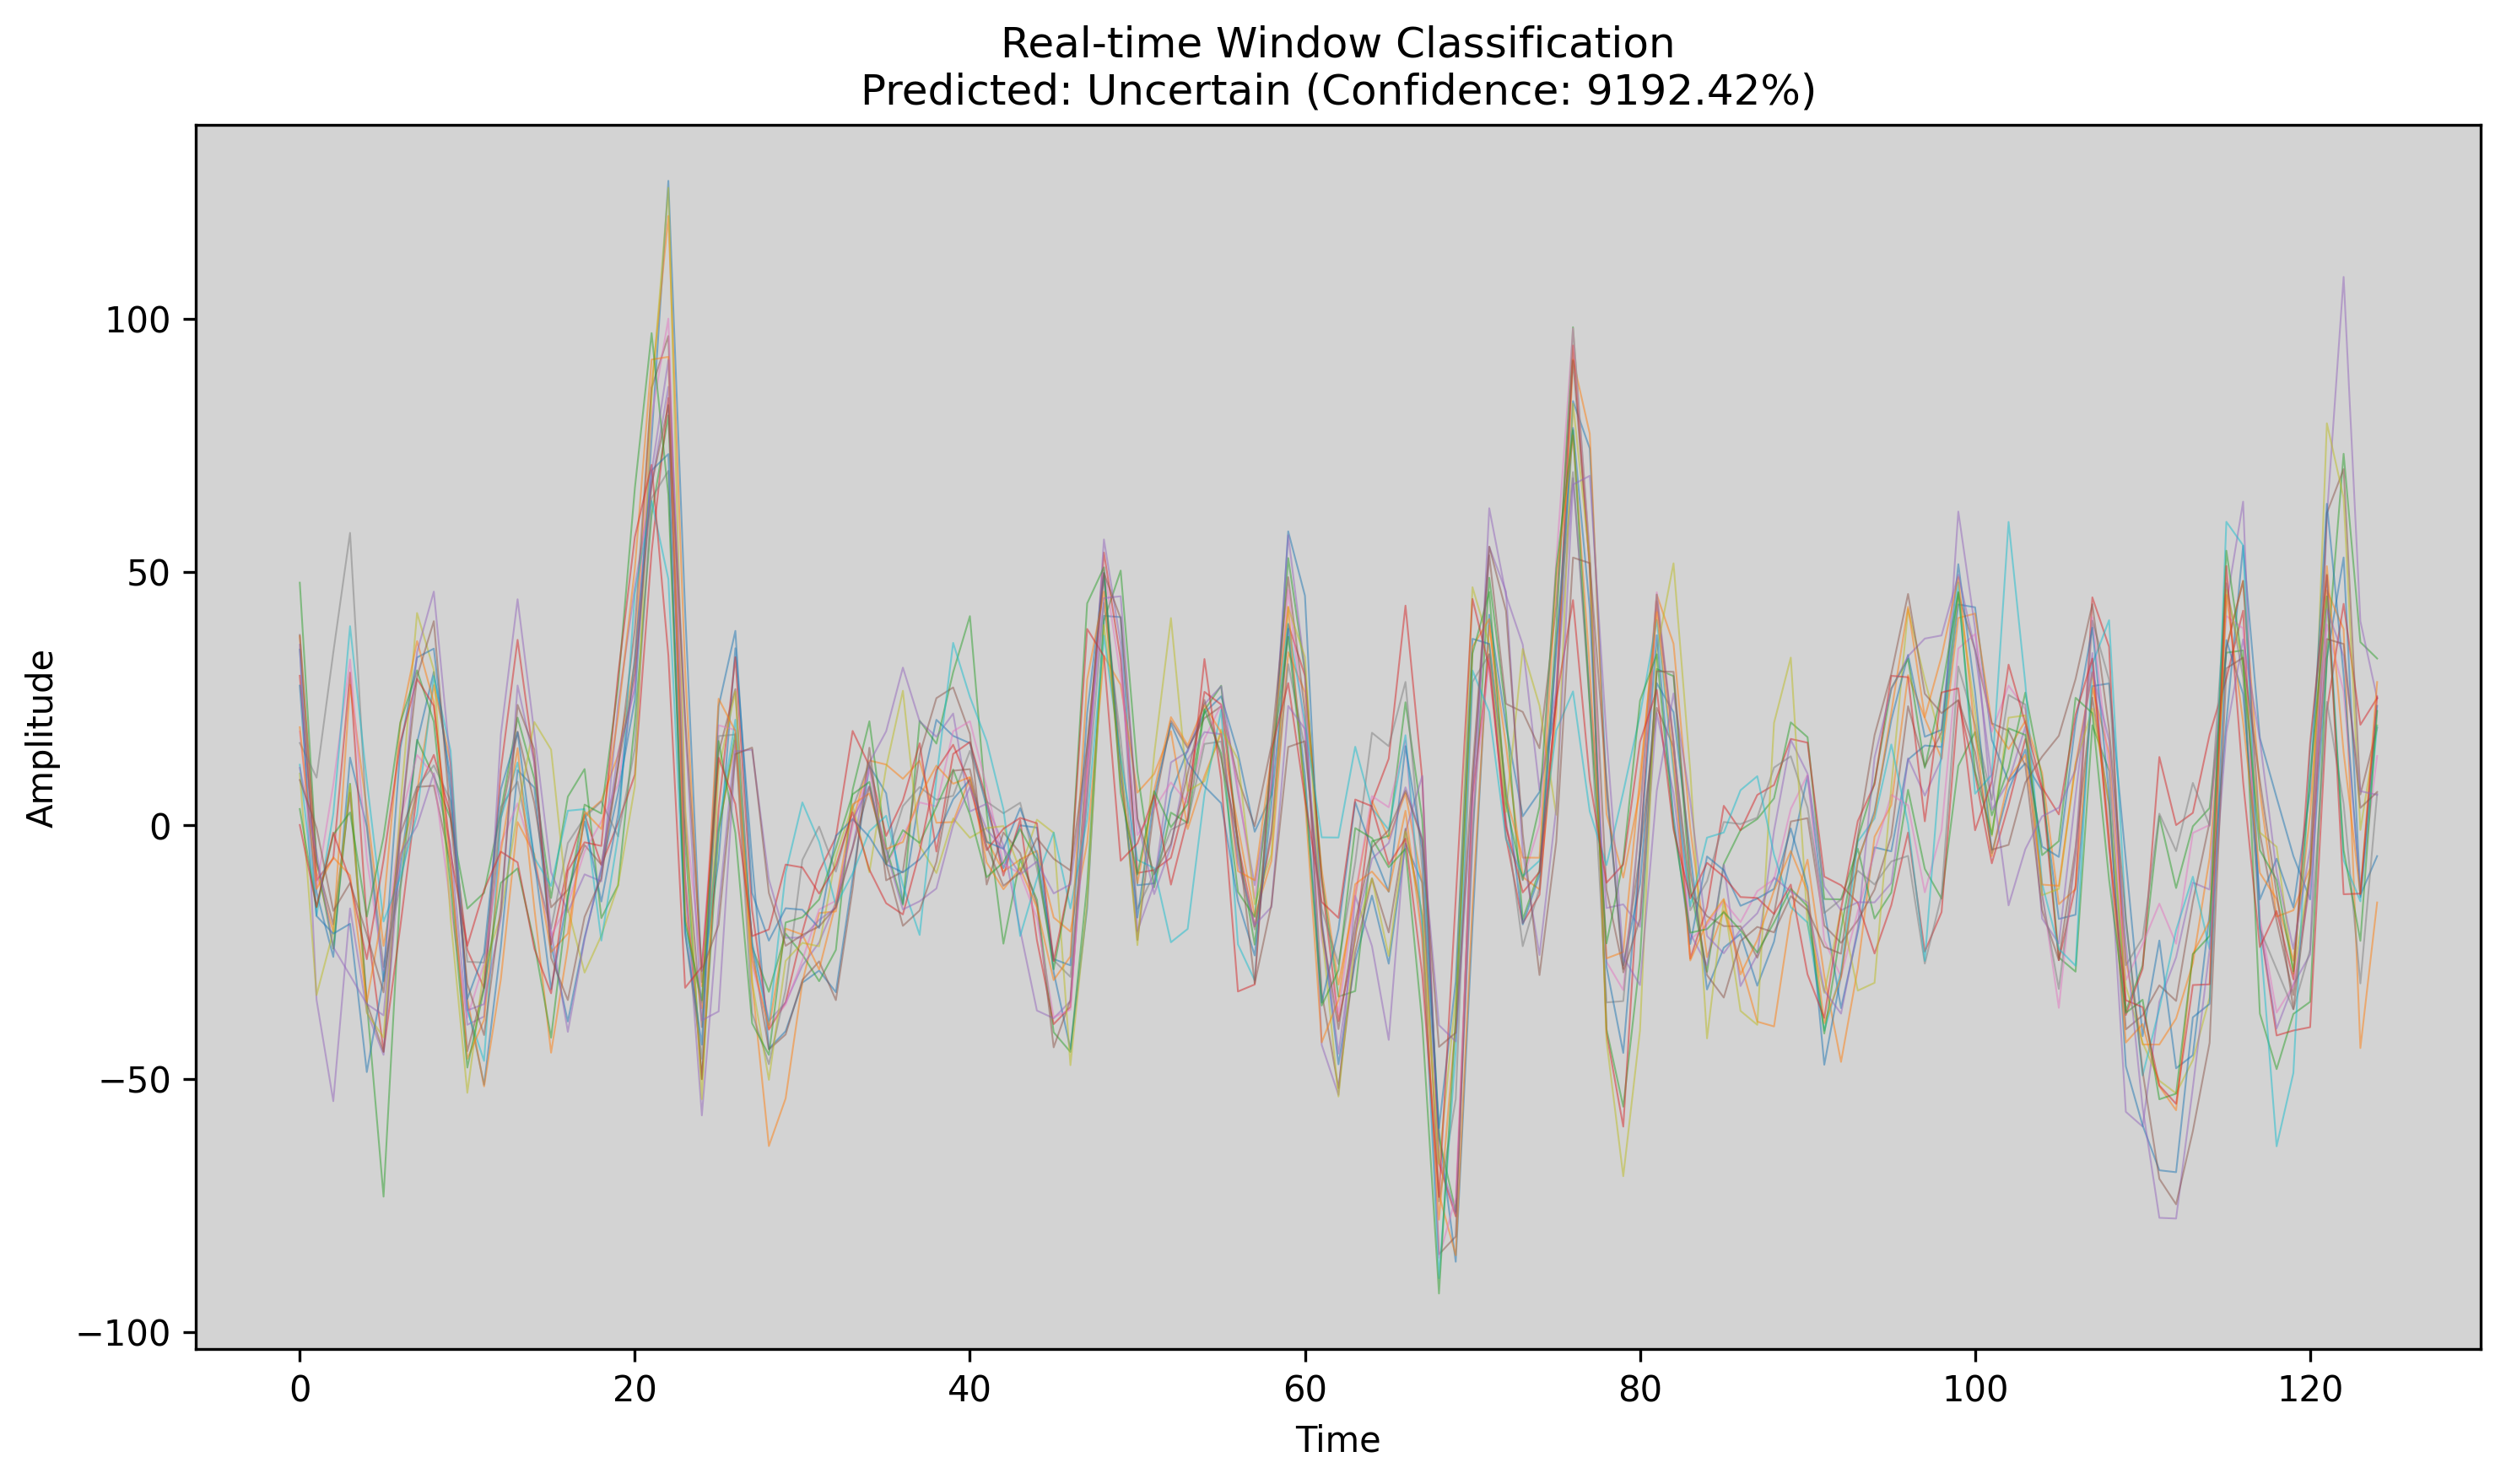 Real-time Window Classification
Predicted: Uncertain (Confidence: 9192.42%)
Amplitude
100
50
0
−50
−100
0 20 40 60 80 100 120
Time